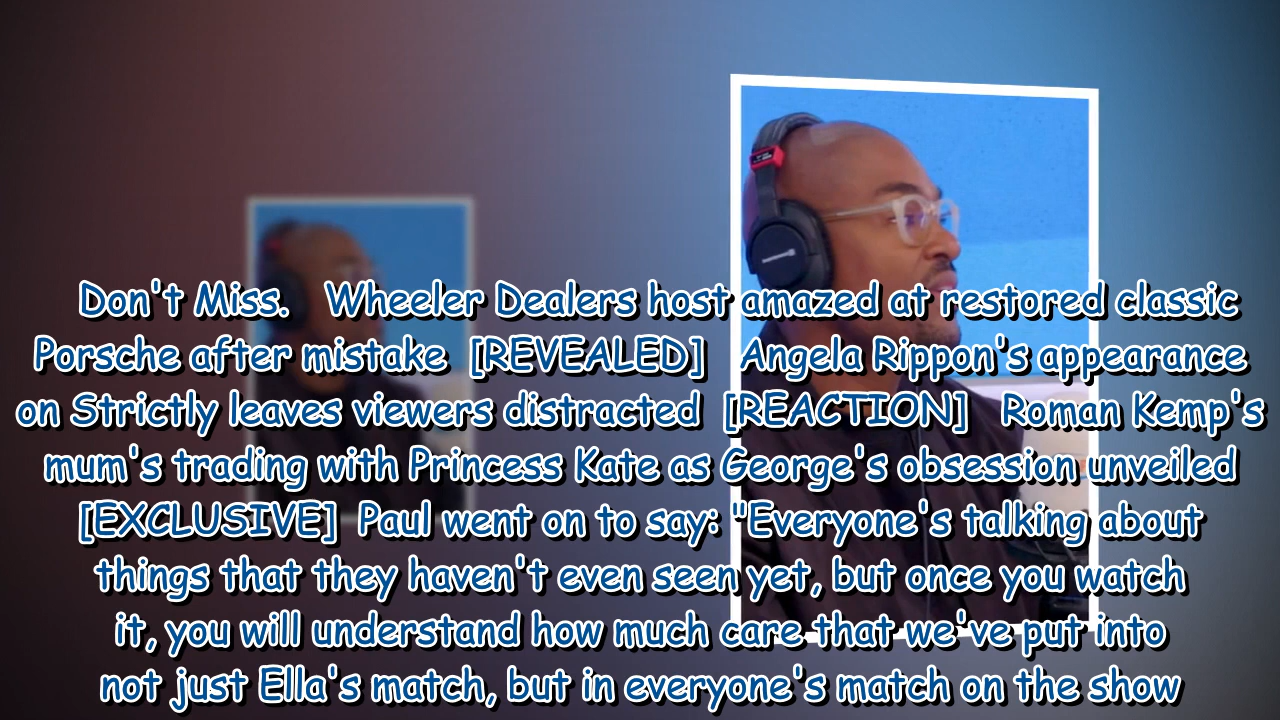 Don't Miss. Wheeler Dealers host amazed at restored classic
Porsche after mistake [REVEALED] Angela Rippon's appearance
on Strictly leaves viewers distracted [REACTION] Roman Kemp's
mum's trading with Princess Kate as George's obsession unveiled
[EXCLUSIVE] Paul went on to say: "Everyone's talking about
things that they haven't even seen yet, but once you watch
it, you will understand how much care that we've put into
not just Ella's match, but in everyone's match on the show